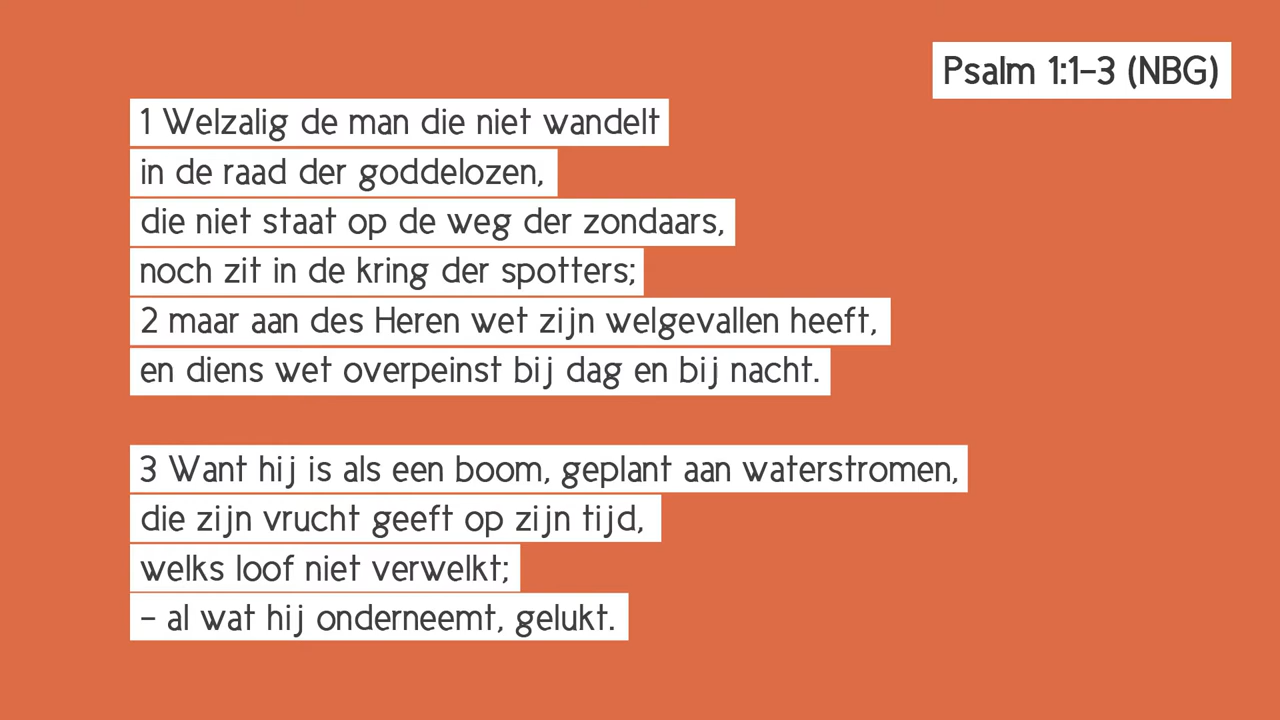 Psalm 1:1-3 (NBG)
1 Welzalig de man die niet wandelt
in de raad der goddelozen,
die niet staat op de weg der zondaars,
noch zit in de kring der spotters;
2 maar aan des Heren wet zijn welgevallen heeft,
en diens wet overpeinst bij dag en bij nacht.
3 Want hij is als een boom, geplant aan waterstromen,
die zijn vrucht geeft op zijn tijd,
welks loof niet verwelkt;
- al wat hij onderneemt, gelukt.